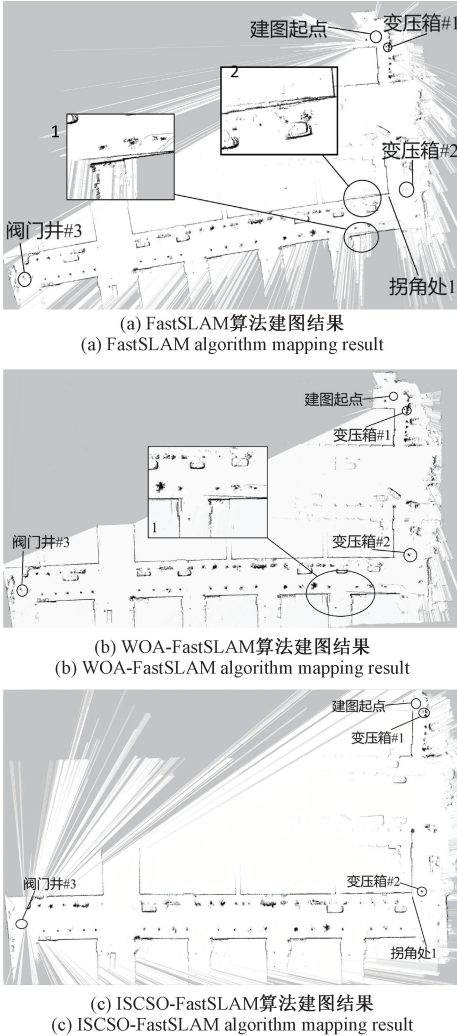 建图起点
变压箱#1
2
1
变压箱#2
阀门井#3
拐角处1
(a) FastSLAM算法建图结果
(a) FastSLAM algorithm mapping result
建图起点
变压箱#1
1
变压箱#2
阀门井#3
(b) WOA-FastSLAM算法建图结果
(b) WOA-FastSLAM algorithm mapping result
建图起点
变压箱#1
变压箱#2
阀门井#3
拐角处1
(c) ISCSO-FastSLAM算法建图结果
(c) ISCSO-FastSLAM algorithm mapping result